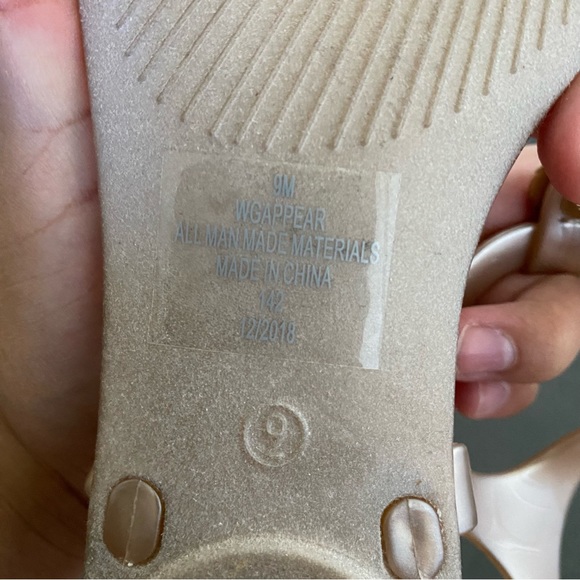 9M
WGAPPEAR
ALL MAN MADE MATERIALS
MADE IN CHINA
142
12/2018
9